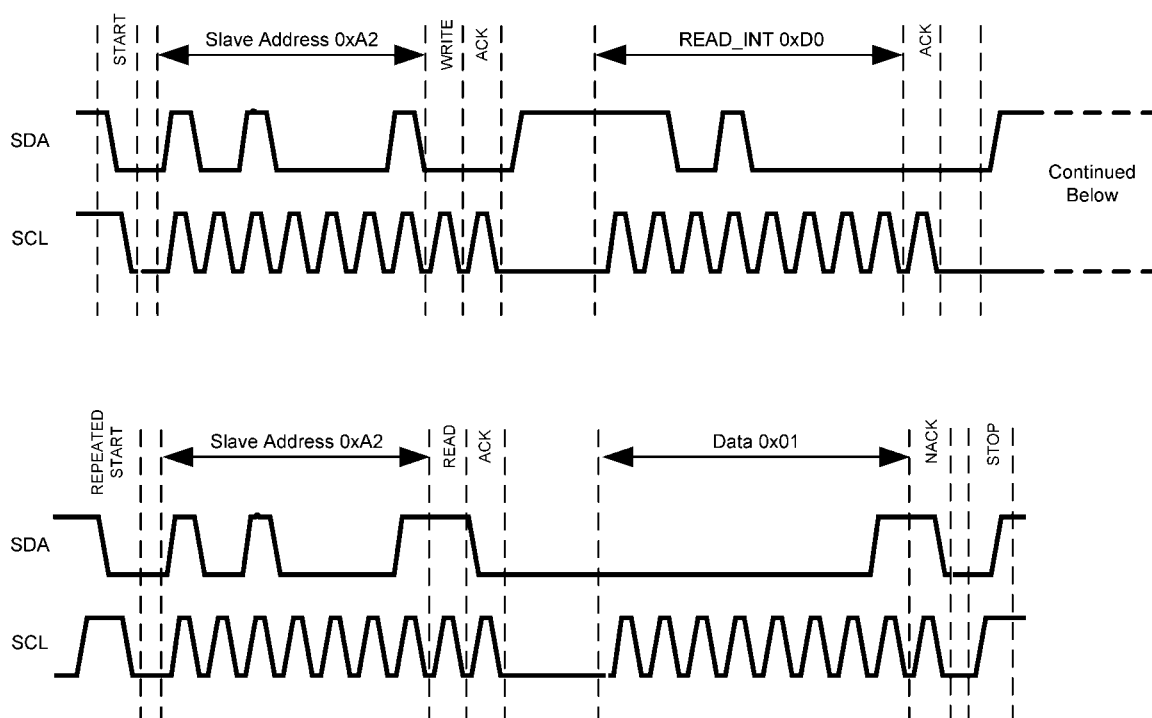 START
Slave Address 0xA2
WRITE
ACK
READ_INT 0xD0
ACK
SDA
SCL
Continued
Below
REPEATED
START
Slave Address 0xA2
READ
ACK
Data 0x01
NACK
STOP
SDA
SCL